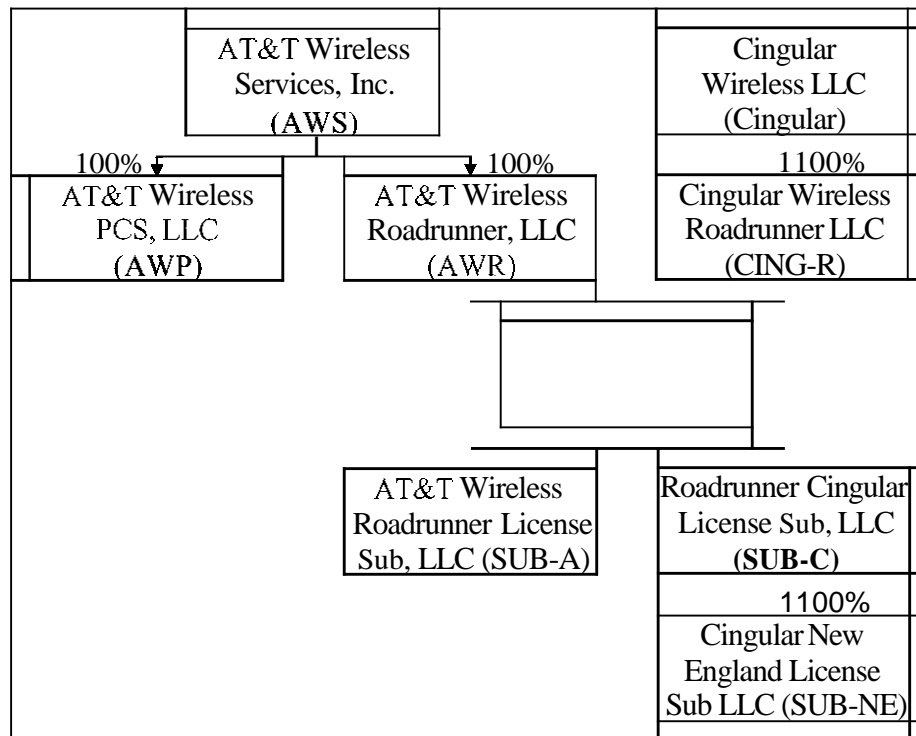 AT&T Wireless
Services, Inc.
(AWS)
Cingular
Wireless LLC
(Cingular)
100%
100%
1100%
AT&T Wireless
PCS, LLC
(AWP)
AT&T Wireless
Roadrunner, LLC
(AWR)
Cingular Wireless
Roadrunner LLC
(CING-R)
AT&T Wireless
Roadrunner License
Sub, LLC (SUB-A)
Roadrunner Cingular
License Sub, LLC
(SUB-C)
1100%
Cingular New
England License
Sub LLC (SUB-NE)